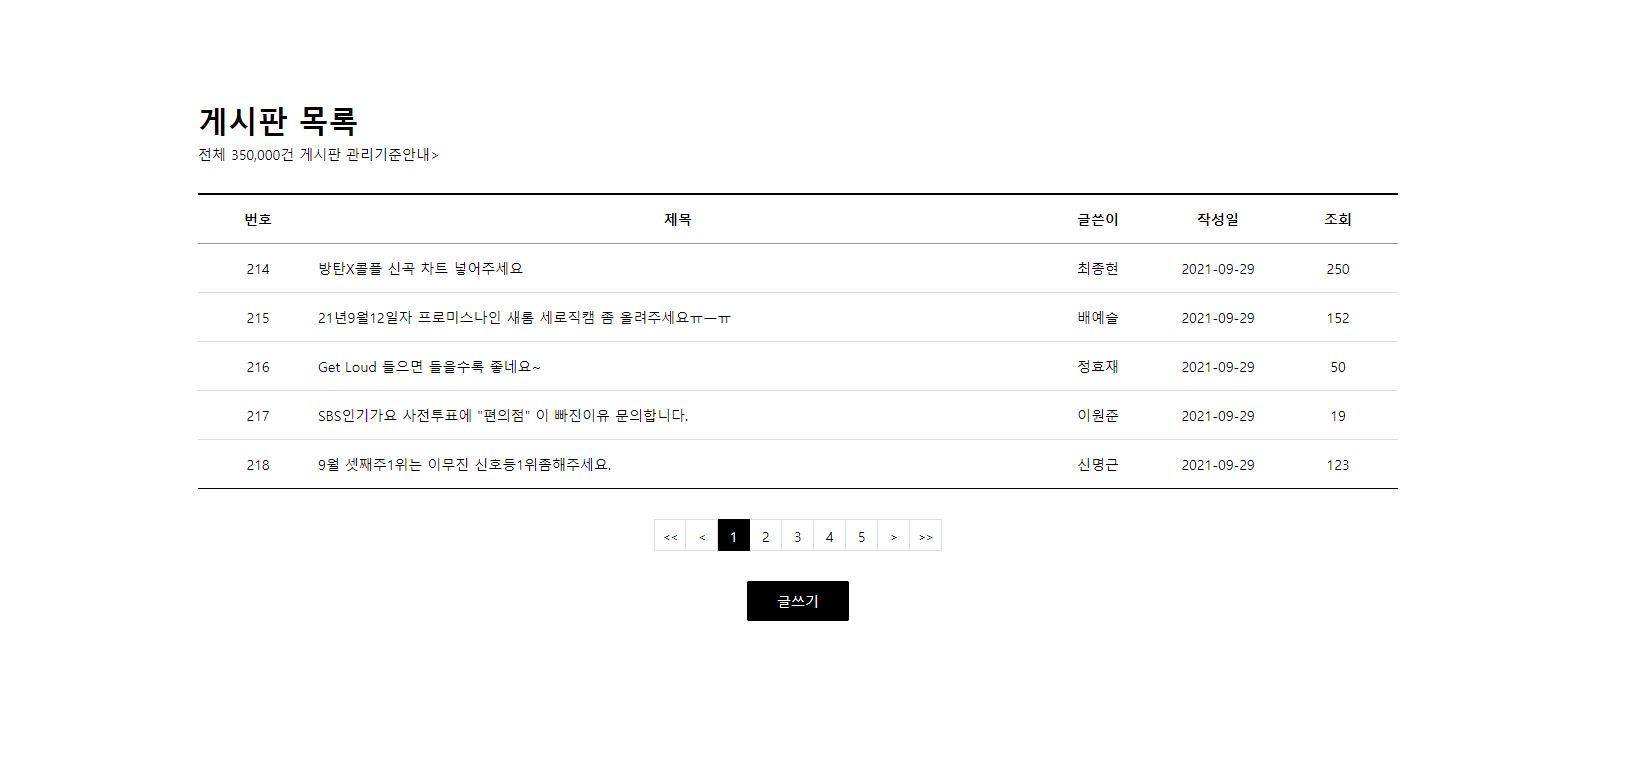 게시판 목록
전체 350,000건 게시판 관리기준안내>
번호 제목 글쓴이 작성일 조회
214 방탄X콜플 신곡 차트 넣어주세요 최종현 2021-09-29 250
215 21년9월12일자 프로미스나인 새롬 세로직캠 좀 올려주세요ㅠㅡㅠ 배예슬 2021-09-29 152
216 Get Loud 들으면 들을수록 좋네요~ 정효재 2021-09-29 50
217 SBS인기가요 사전투표에 "편의점" 이 빠진이유 문의합니다. 이원준 2021-09-29 19
218 9월 셋째주1위는 이무진 신호등1위좀해주세요. 신명근 2021-09-29 123
<< < 1 2 3 4 5 > >>
글쓰기